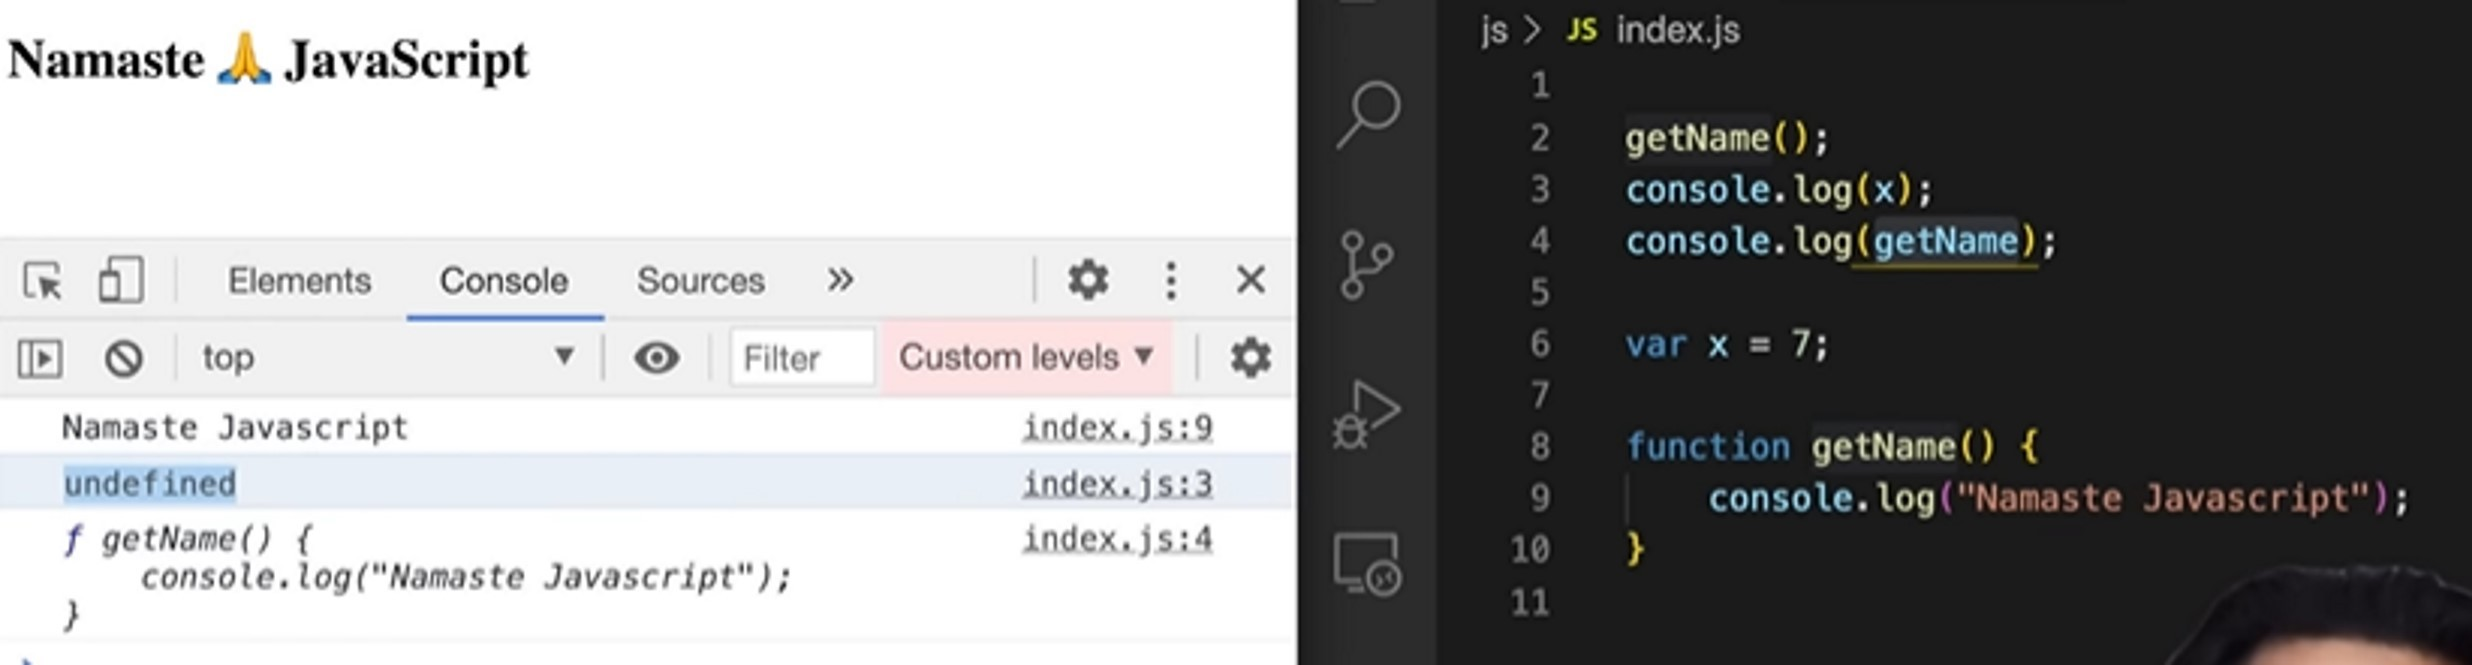 Namaste 🙏 JavaScript
Elements Console Sources »
top ▼ Filter Custom levels ▼
Namaste Javascript index.js:9
undefined index.js:3
f getName() { index.js:4
console.log("Namaste Javascript");
}
js > JS index.js
1
2 getName();
3 console.log(x);
4 console.log(getName);
5
6 var x = 7;
7
8 function getName() {
9 console.log("Namaste Javascript");
10 }
11